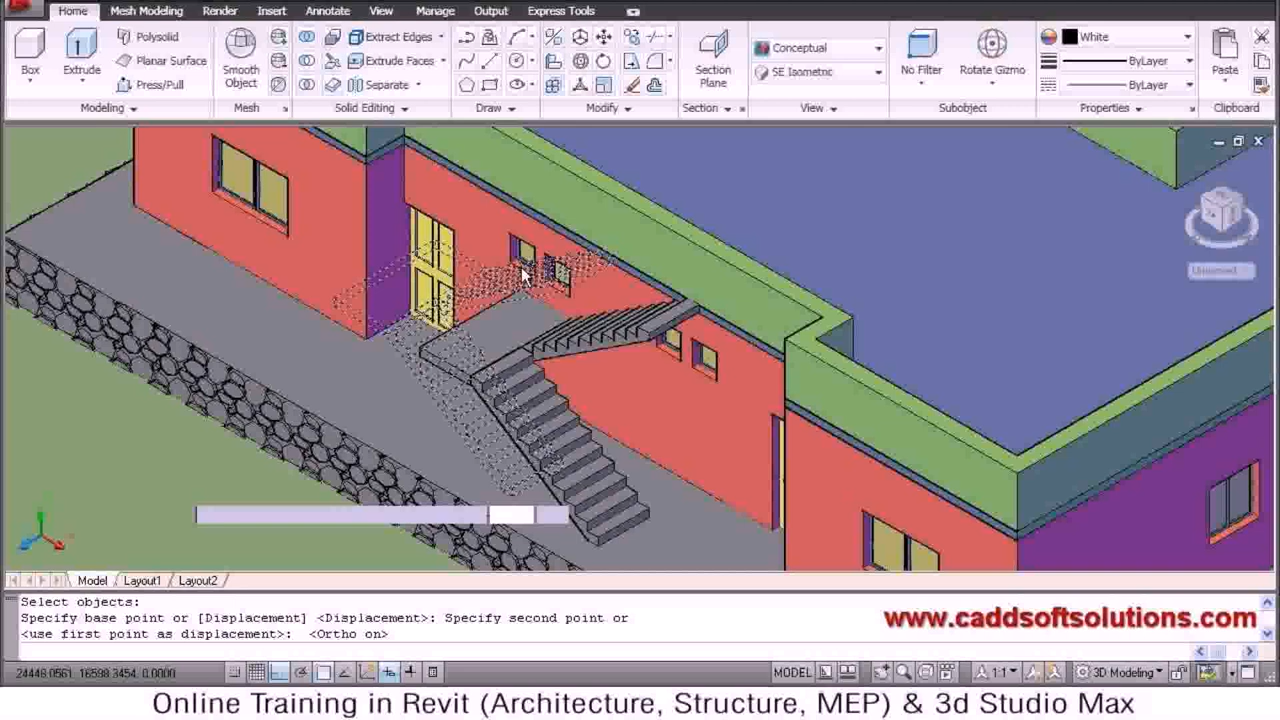 Home Mesh Modeling Render Insert Annotate View Manage Output Express Tools
Polysolid Extract Edges Conceptual White
Planar Surface Extrude Faces SE Isometric ByLayer
Box Extrude Press/Pull Smooth Object Separate Section Plane No Filter Rotate Gizmo ByLayer Paste
Modeling Mesh Solid Editing Draw Modify Section View Subobject Properties Clipboard
Unnamed
Model Layout1 Layout2
Select objects:
Specify base point or [Displacement] <Displacement>: Specify second point or
<use first point as displacement>: <Ortho on>
www.caddsoftsolutions.com
24448.0561, 16598.3454, 0.0000 MODEL 1:1 3D Modeling
Online Training in Revit (Architecture, Structure, MEP) & 3d Studio Max